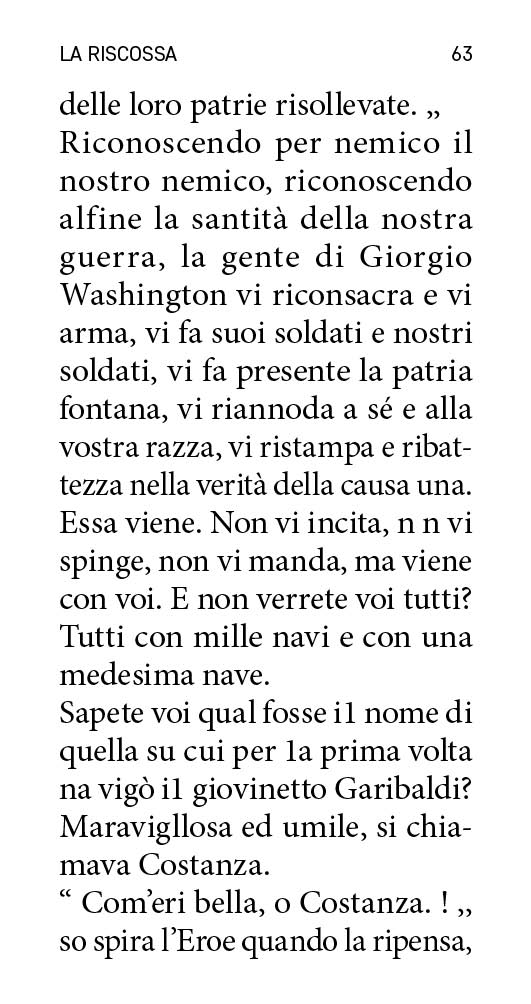 LA RISCOSSA 63
delle loro patrie risollevate. „
Riconoscendo per nemico il
nostro nemico, riconoscendo
alfine la santità della nostra
guerra, la gente di Giorgio
Washington vi riconsacra e vi
arma, vi fa suoi soldati e nostri
soldati, vi fa presente la patria
fontana, vi riannoda a sé e alla
vostra razza, vi ristampa e ribat-
tezza nella verità della causa una.
Essa viene. Non vi incita, n n vi
spinge, non vi manda, ma viene
con voi. E non verrete voi tutti?
Tutti con mille navi e con una
medesima nave.
Sapete voi qual fosse i1 nome di
quella su cui per 1a prima volta
na vigò i1 giovinetto Garibaldi?
Maravigllosa ed umile, si chia-
mava Costanza.
“ Com’eri bella, o Costanza. ! ,,
so spira l’Eroe quando la ripensa,